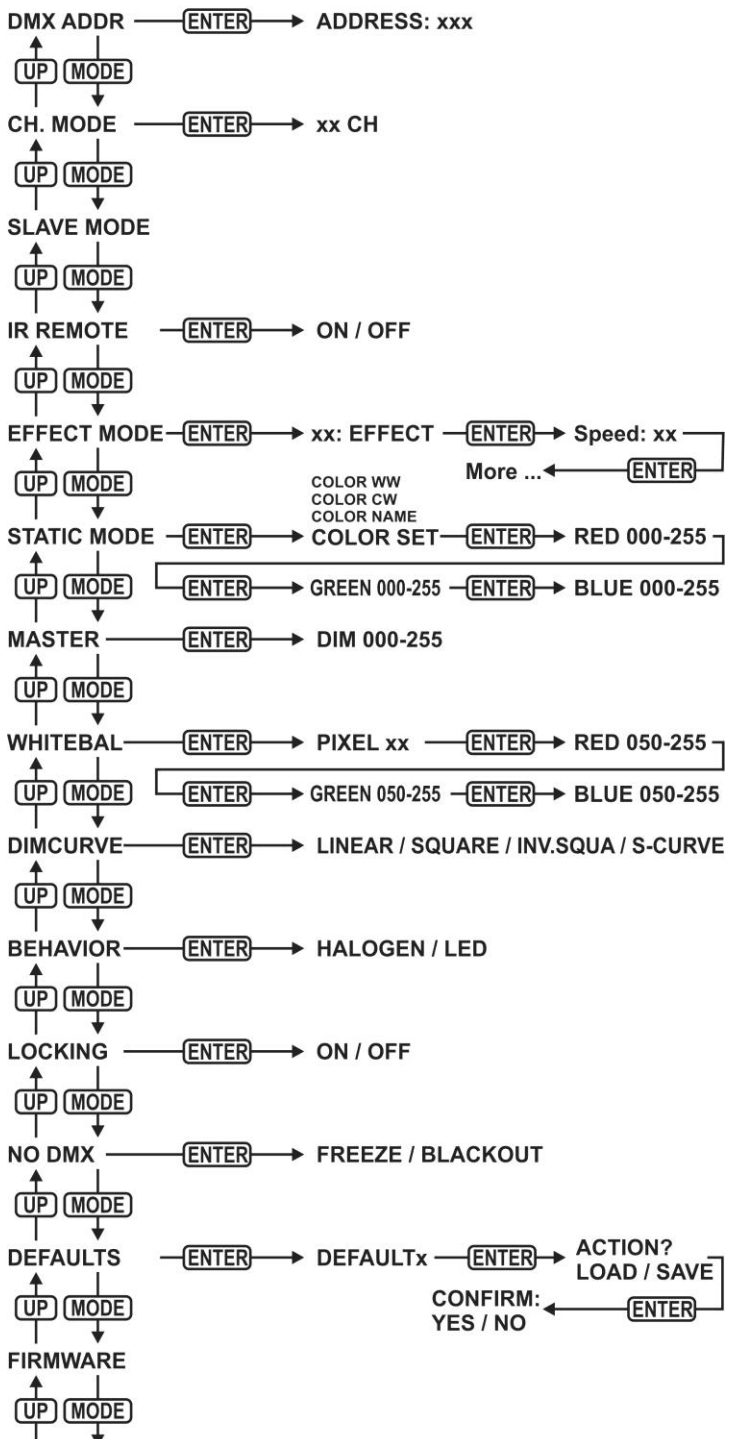 DMX ADDR ENTER ADDRESS: xxx
UP MODE
CH. MODE ENTER xx CH
UP MODE
SLAVE MODE
UP MODE
IR REMOTE ENTER ON / OFF
UP MODE
EFFECT MODE ENTER xx: EFFECT ENTER Speed: xx
UP MODE More ... ENTER
COLOR WW
COLOR CW
COLOR NAME
STATIC MODE ENTER COLOR SET ENTER RED 000-255
UP MODE ENTER GREEN 000-255 ENTER BLUE 000-255
MASTER ENTER DIM 000-255
UP MODE
WHITEBAL ENTER PIXEL xx ENTER RED 050-255
UP MODE ENTER GREEN 050-255 ENTER BLUE 050-255
DIMCURVE ENTER LINEAR / SQUARE / INV.SQUA / S-CURVE
UP MODE
BEHAVIOR ENTER HALOGEN / LED
UP MODE
LOCKING ENTER ON / OFF
UP MODE
NO DMX ENTER FREEZE / BLACKOUT
UP MODE
DEFAULTS ENTER DEFAULTx ENTER ACTION?
LOAD / SAVE
UP MODE CONFIRM: ENTER
YES / NO
FIRMWARE
UP MODE